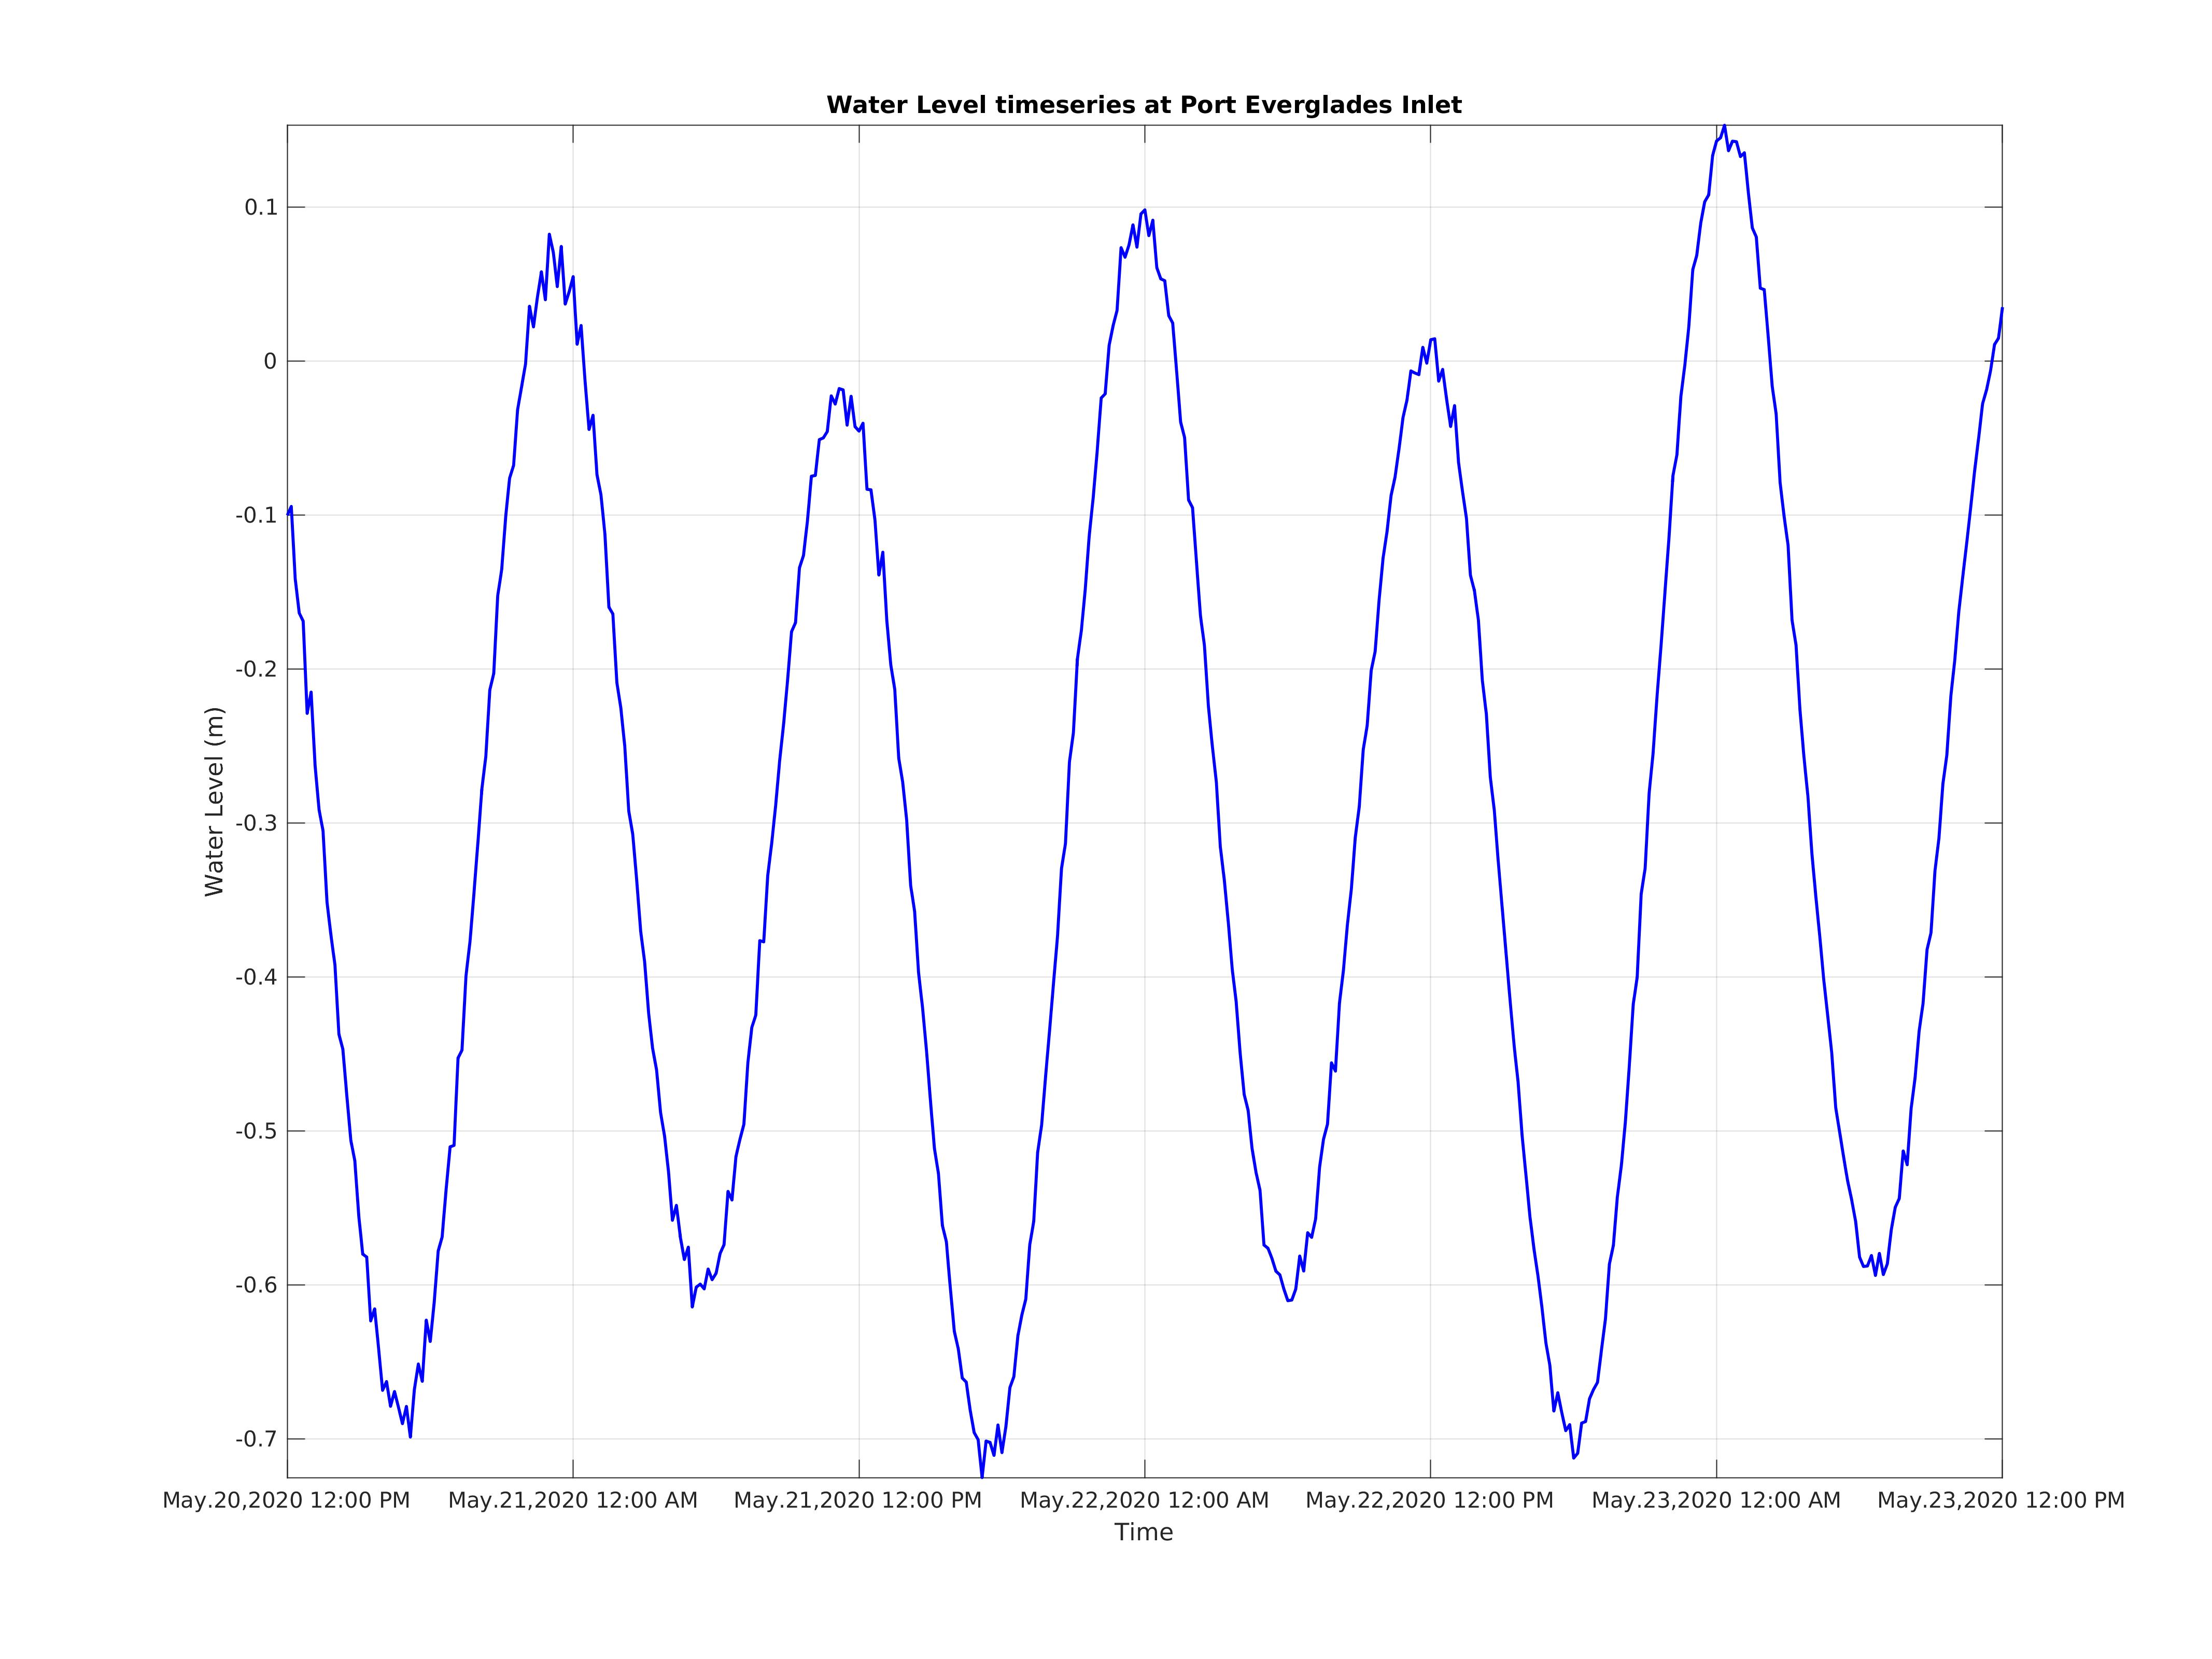 Water Level timeseries at Port Everglades Inlet
0.1
0
-0.1
-0.2
-0.3
-0.4
-0.5
-0.6
-0.7
Water Level (m)
May.20,2020 12:00 PM May.21,2020 12:00 AM May.21,2020 12:00 PM May.22,2020 12:00 AM May.22,2020 12:00 PM May.23,2020 12:00 AM May.23,2020 12:00 PM
Time